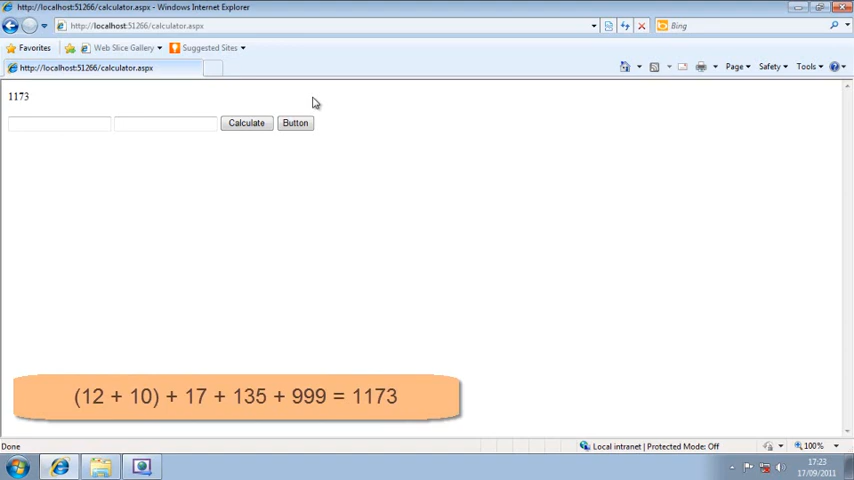 http://localhost:51266/calculator.aspx - Windows Internet Explorer
http://localhost:51266/calculator.aspx
Bing
Favorites
Web Slice Gallery
Suggested Sites
http://localhost:51266/calculator.aspx
Page
Safety
Tools
1173
Calculate
Button
(12 + 10) + 17 + 135 + 999 = 1173
Done
Local intranet | Protected Mode: Off
100%
17:23
17/09/2011